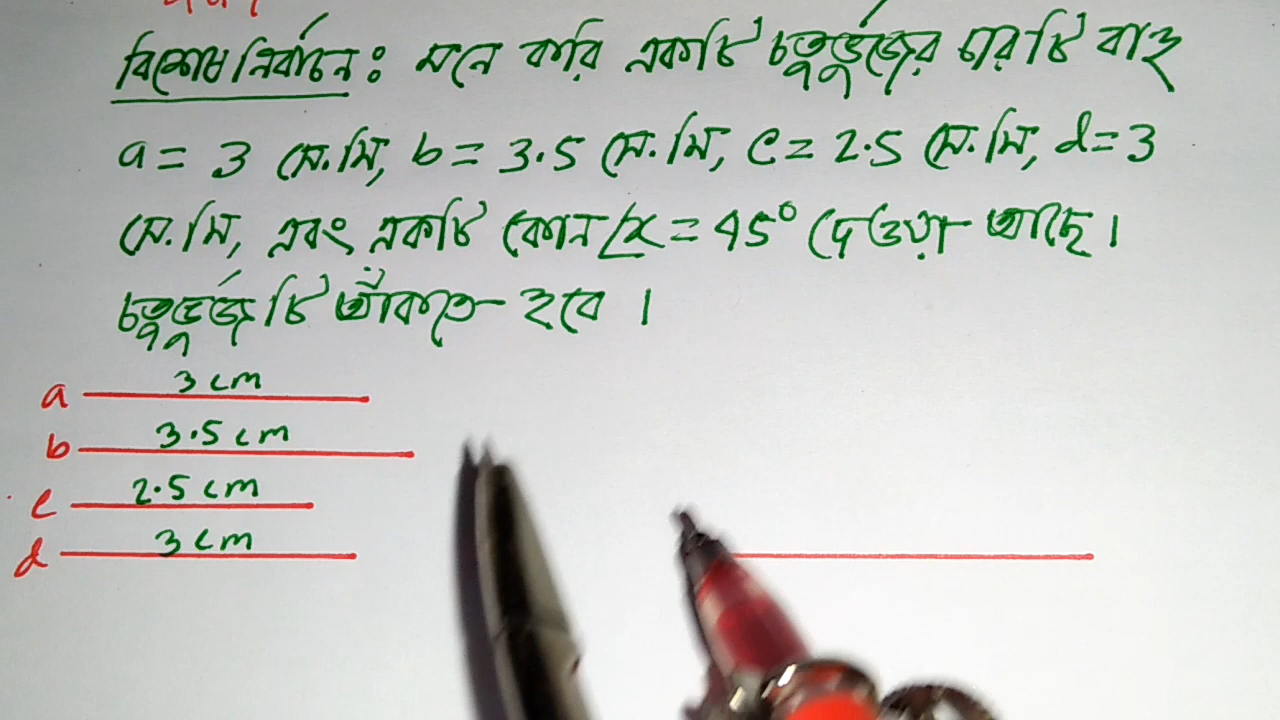 বিশেষ নির্বাচন : মনে করি একটি চতুর্ভুজের চারটি বাহু
a = 3 সে.মি, b = 3.5 সে.মি, c = 2.5 সে.মি, d = 3
সে.মি, এবং একটি কোন ∠x = 45° দেওয়া আছে।
চতুর্ভুজটি আঁকতে হবে।
a 3 cm
b 3.5 cm
c 2.5 cm
d 3 cm